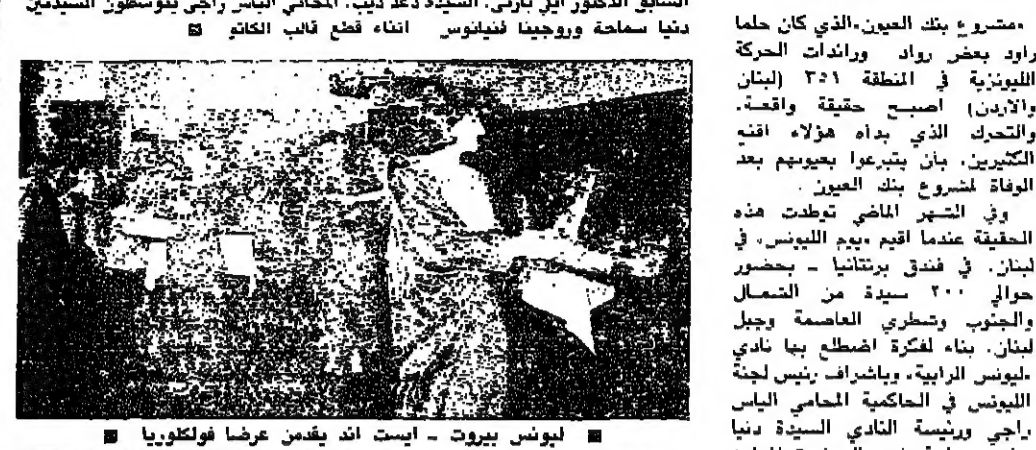 السابق الدكتور ايلي بارتي، السيدة دعد ديب، المحامي الياس راجي يتوسطون السيدتين
دنيا سماحة وروجينا فنيانوس اثناء قطع قالب الكاتو
ليونس بيروت ـ ايست اند يقدمن عرضا فولكلوريا
«مشروع بنك العيون» الذي كان حلما
راود بعض رواد ورائدات الحركة
الليونزية في المنطقة ٣٥١ (لبنان
والاردن) اصبح حقيقة واقعة.
والتحرك الذي بدأه هؤلاء اقنع
الكثيرين، بان يتبرعوا بعيونهم بعد
الوفاة لمشروع بنك العيون.
وفي الشهر الماضي توطدت هذه
الحقيقة عندما اقيم «يوم الليونس» في
لبنان، في فندق برنتانيا ـ بحضور
حوالي ٢٠٠ سيدة من الشمال
والجنوب وشطري العاصمة وجبل
لبنان. بناء لفكرة اضطلع بها نادي
«ليونس الرابية» وباشراف رئيس لجنة
الليونس في الحاكمية المحامي الياس
راجي ورئيسة النادي السيدة دنيا